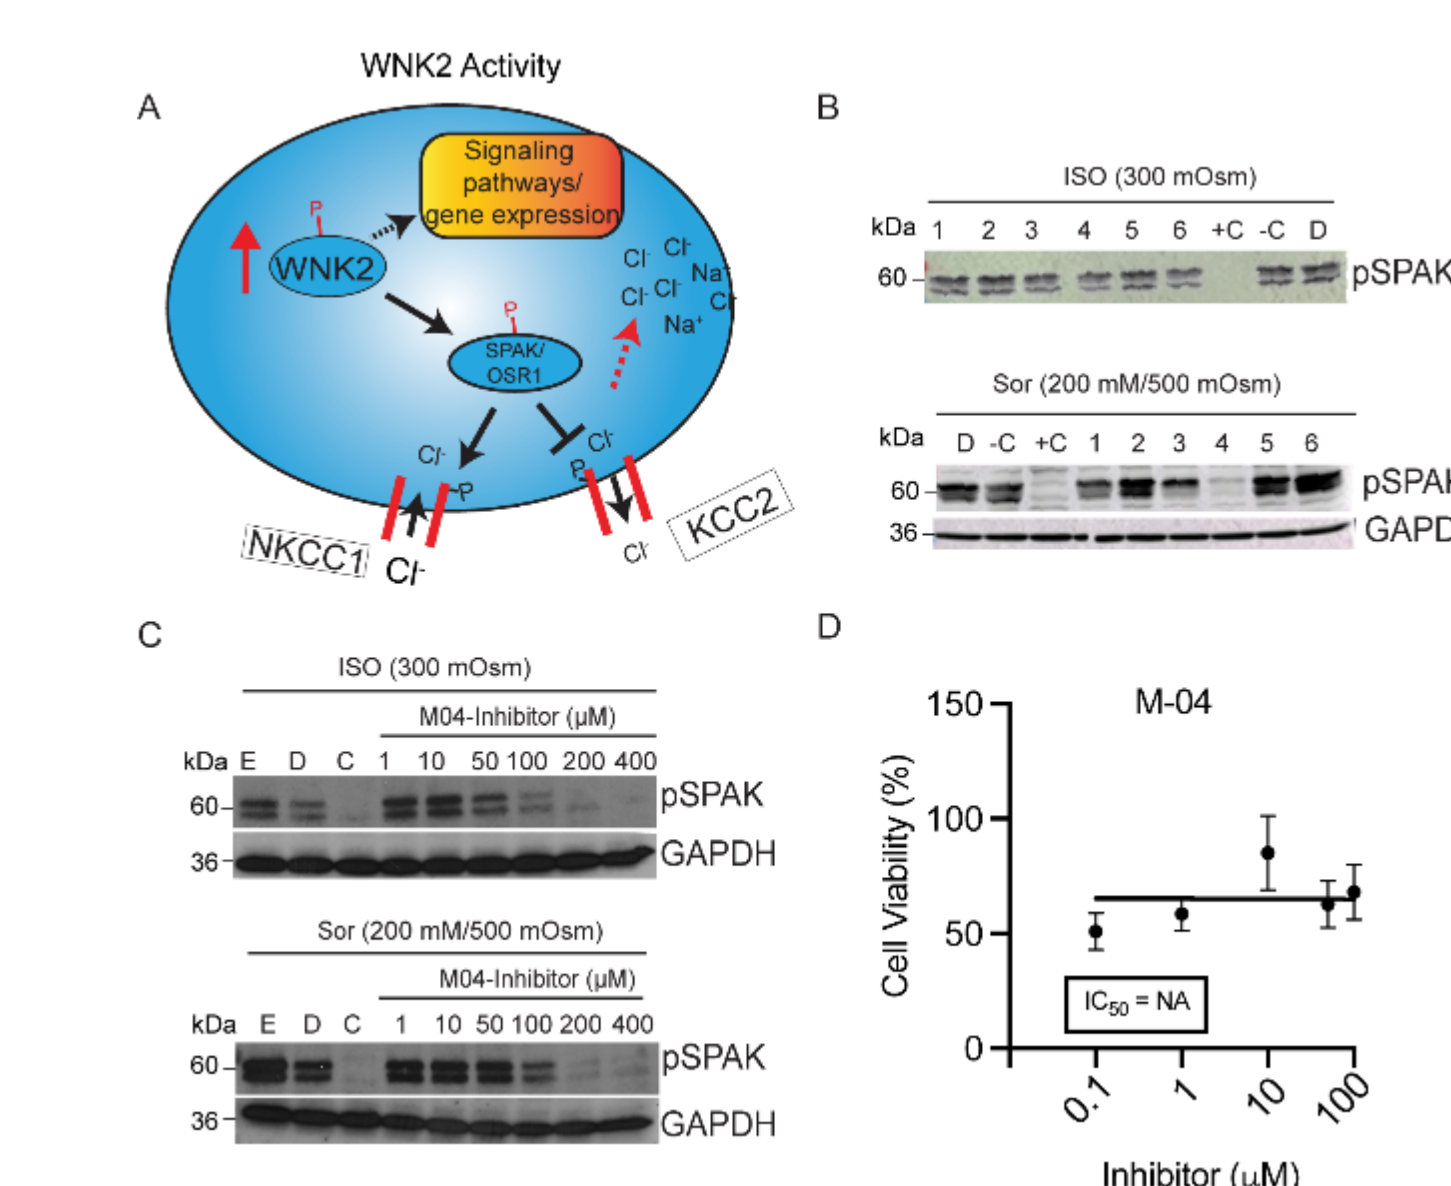 WNK2 Activity
A
Signaling
pathways/
gene expression
P
WNK2
Cl-
Cl-
Na+
Cl-
Cl-
Cl-
Na+
P
SPAK/
OSR1
Cl-
~P
Cl-
P
NKCC1
Cl-
Cl-
KCC2
B
ISO (300 mOsm)
kDa 1 2 3 4 5 6 +C -C D
60 pSPAK
Sor (200 mM/500 mOsm)
kDa D -C +C 1 2 3 4 5 6
60 pSPAK
36 GAPD
C
ISO (300 mOsm)
M04-Inhibitor (µM)
kDa E D C 1 10 50 100 200 400
60 pSPAK
36 GAPDH
Sor (200 mM/500 mOsm)
M04-Inhibitor (µM)
kDa E D C 1 10 50 100 200 400
60 pSPAK
36 GAPDH
D
M-04
Cell Viability (%)
150
100
50
0
IC50 = NA
0.1 1 10 100
Inhibitor (µM)